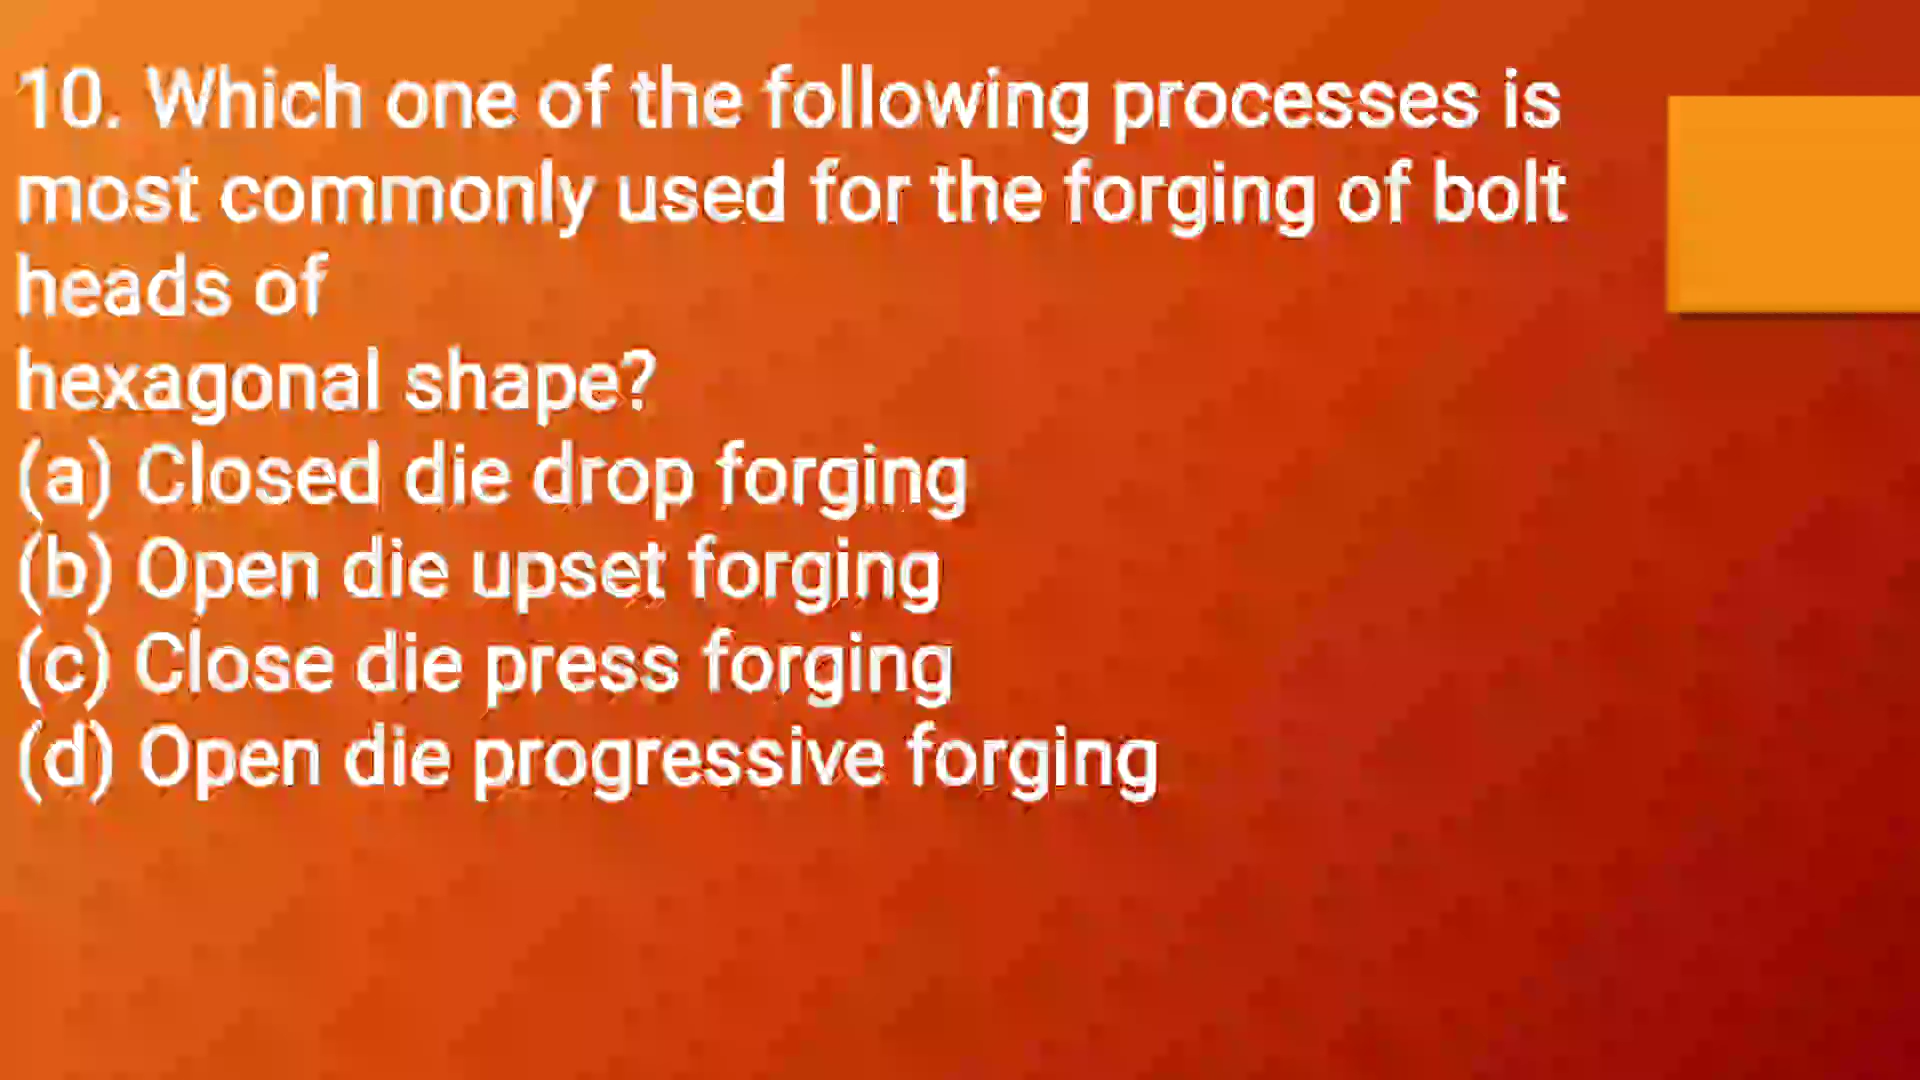 10. Which one of the following processes is
most commonly used for the forging of bolt
heads of
hexagonal shape?
(a) Closed die drop forging
(b) Open die upset forging
(c) Close die press forging
(d) Open die progressive forging